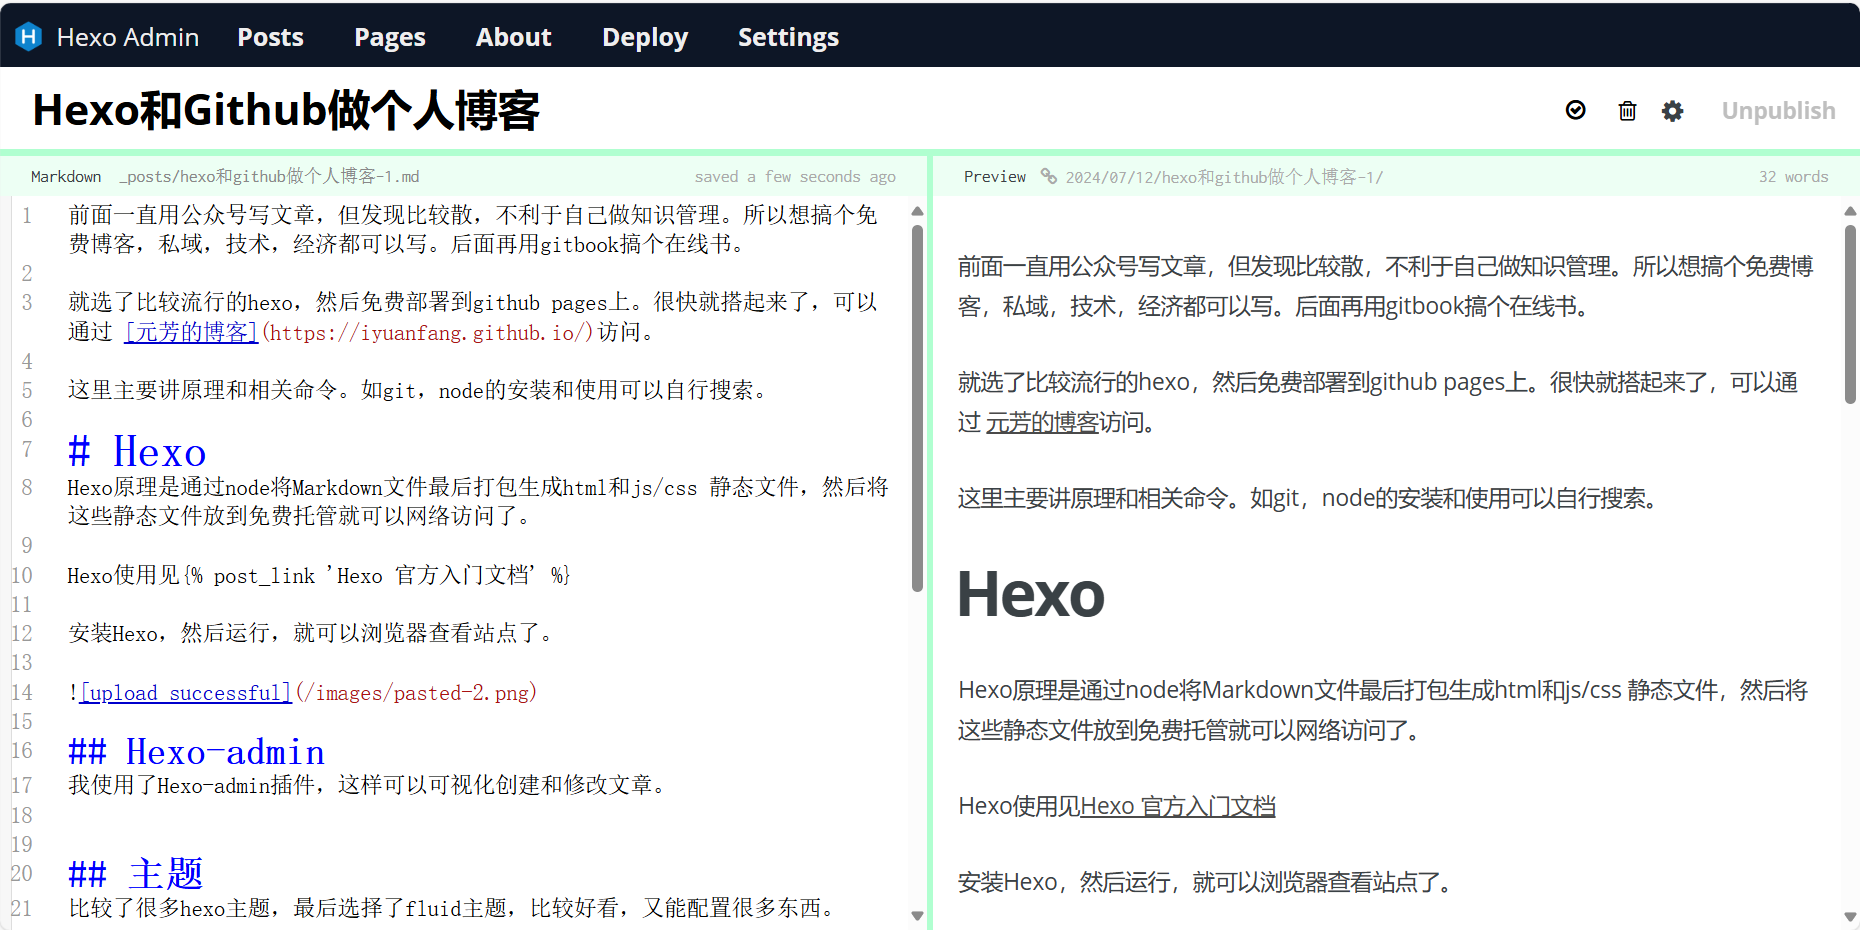 Hexo Admin Posts Pages About Deploy Settings
Hexo和Github做个人博客
Unpublish
Markdown _posts/hexo和github做个人博客-1.md saved a few seconds ago
1 前面一直用公众号写文章，但发现比较散，不利于自己做知识管理。所以想搞个免
费博客，私域，技术，经济都可以写。后面再用gitbook搞个在线书。
2
3 就选了比较流行的hexo，然后免费部署到github pages上。很快就搭起来了，可以
通过 [元芳的博客](https://iyuanfang.github.io/)访问。
4
5 这里主要讲原理和相关命令。如git，node的安装和使用可以自行搜索。
6
7 # Hexo
8 Hexo原理是通过node将Markdown文件最后打包生成html和js/css 静态文件，然后将
这些静态文件放到免费托管就可以网络访问了。
9
10 Hexo使用见{% post_link 'Hexo 官方入门文档' %}
11
12 安装Hexo，然后运行，就可以浏览器查看站点了。
13
14 ![upload successful](/images/pasted-2.png)
15
16 ## Hexo-admin
17 我使用了Hexo-admin插件，这样可以可视化创建和修改文章。
18
19
20 ## 主题
21 比较了很多hexo主题，最后选择了fluid主题，比较好看，又能配置很多东西。
Preview 2024/07/12/hexo和github做个人博客-1/ 32 words
前面一直用公众号写文章，但发现比较散，不利于自己做知识管理。所以想搞个免费博
客，私域，技术，经济都可以写。后面再用gitbook搞个在线书。
就选了比较流行的hexo，然后免费部署到github pages上。很快就搭起来了，可以通
过 元芳的博客访问。
这里主要讲原理和相关命令。如git，node的安装和使用可以自行搜索。
Hexo
Hexo原理是通过node将Markdown文件最后打包生成html和js/css 静态文件，然后将
这些静态文件放到免费托管就可以网络访问了。
Hexo使用见Hexo 官方入门文档
安装Hexo，然后运行，就可以浏览器查看站点了。